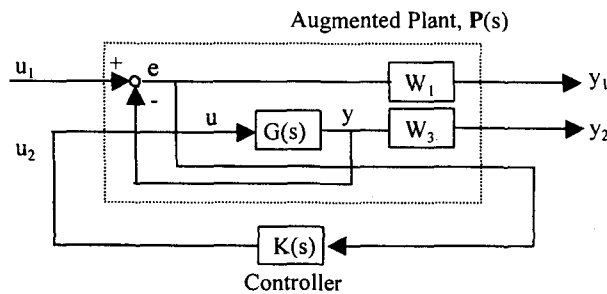 Augmented Plant, P(s)
u₁ + e W₁ y₁
-
u G(s) y W₃ y₂
u₂
K(s)
Controller